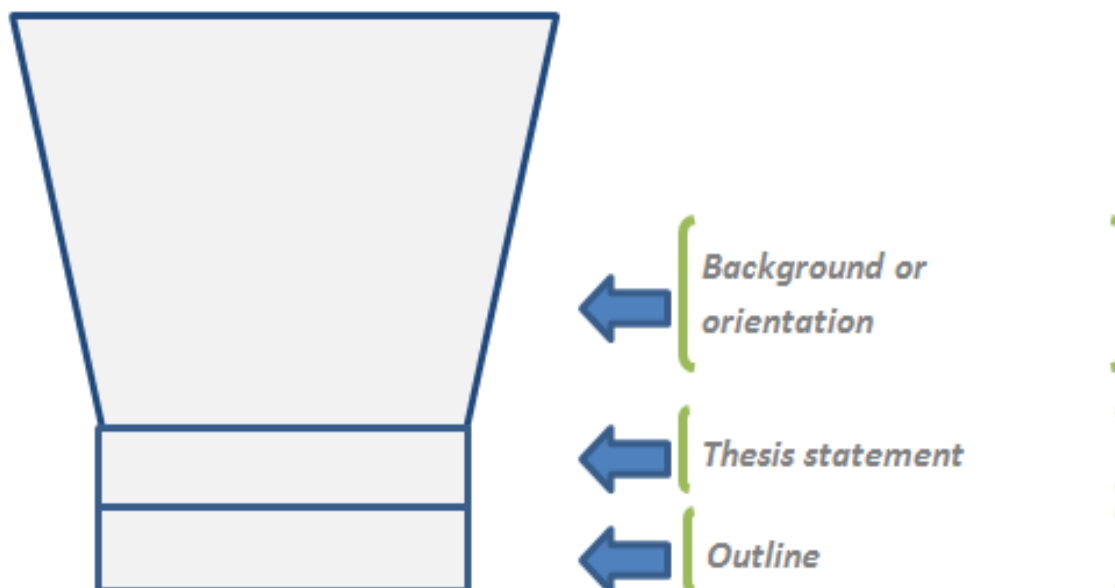 Background or
orientation
Thesis statement
Outline